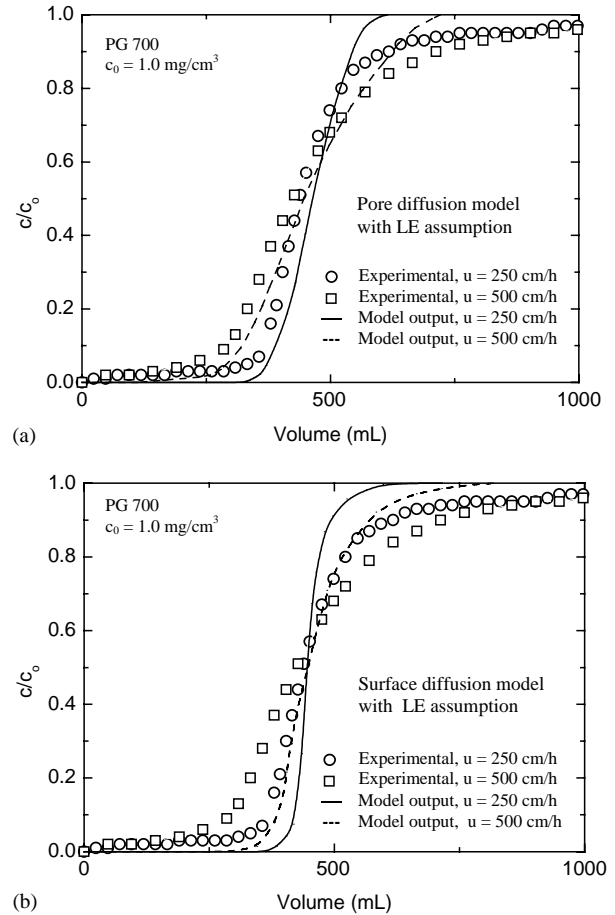 1.0
0.8
0.6
0.4
0.2
0.0
c/c₀
PG 700
c₀ = 1.0 mg/cm³
Pore diffusion model
with LE assumption
Experimental, u = 250 cm/h
Experimental, u = 500 cm/h
Model output, u = 250 cm/h
Model output, u = 500 cm/h
0 500 1000
Volume (mL)
(a)
1.0
0.8
0.6
0.4
0.2
0.0
c/c₀
PG 700
c₀ = 1.0 mg/cm³
Surface diffusion model
with LE assumption
Experimental, u = 250 cm/h
Experimental, u = 500 cm/h
Model output, u = 250 cm/h
Model output, u = 500 cm/h
0 500 1000
Volume (mL)
(b)